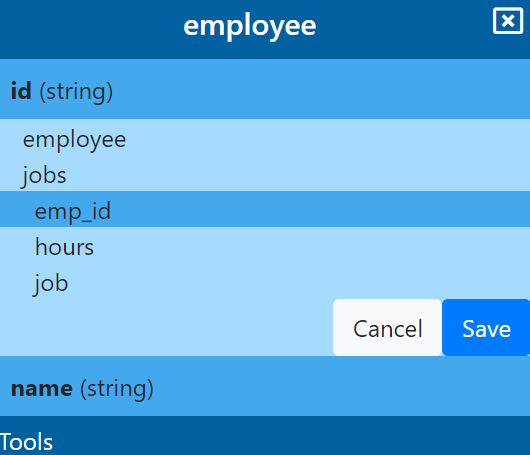 employee
id (string)
employee
jobs
emp_id
hours
job
Cancel Save
name (string)
Tools